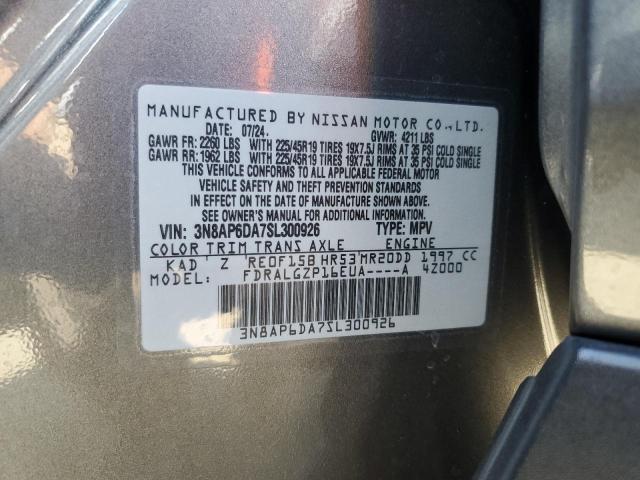 MANUFACTURED BY NISSAN MOTOR CO.,LTD.
DATE: 07/24. GVWR: 4211 LBS
GAWR FR: 2260 LBS WITH 225/45R19 TIRES 19X7.5J RIMS AT 35 PSI COLD SINGLE
GAWR RR: 1962 LBS WITH 225/45R19 TIRES 19X7.5J RIMS AT 35 PSI COLD SINGLE
THIS VEHICLE CONFORMS TO ALL APPLICABLE FEDERAL MOTOR
VEHICLE SAFETY AND THEFT PREVENTION STANDARDS
IN EFFECT ON THE DATE OF MANUFACTURE SHOWN ABOVE.
SEE OWNER'S MANUAL FOR ADDITIONAL INFORMATION
VIN: 3N8AP6DA7SL300926 TYPE: MPV
COLOR TRIM TRANS AXLE ENGINE
KAD Z RE0F15B HR53 MR20DD 1997 CC
MODEL FDRALGZP16EUA----A 4Z000
3N8AP6DA7SL300926